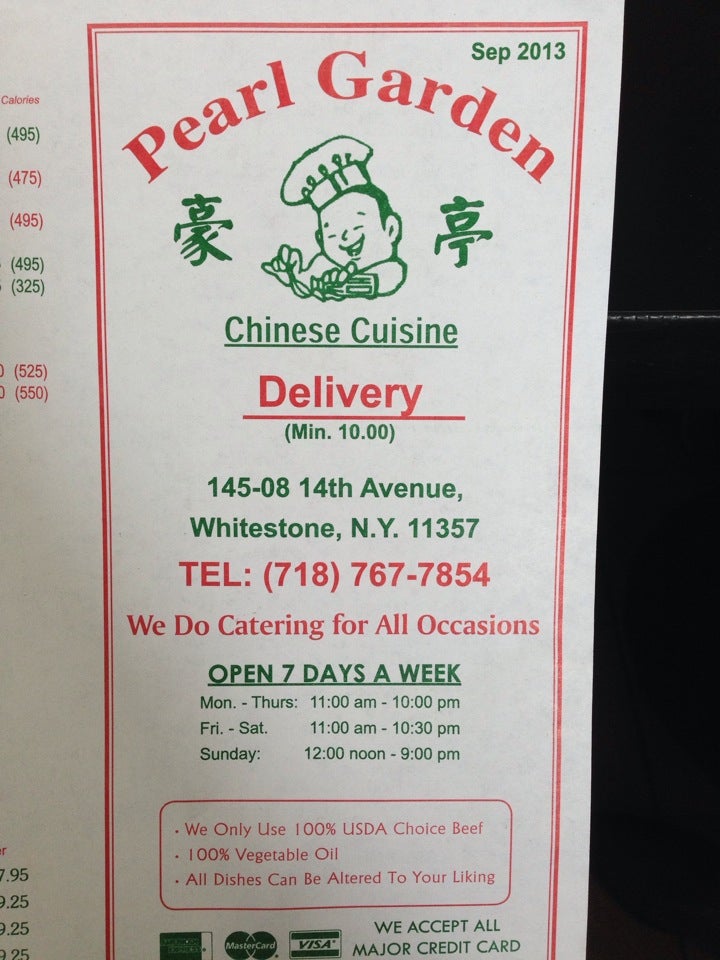 Sep 2013
Pearl Garden
豪 亭
Chinese Cuisine
Delivery
(Min. 10.00)
145-08 14th Avenue,
Whitestone, N.Y. 11357
TEL: (718) 767-7854
We Do Catering for All Occasions
OPEN 7 DAYS A WEEK
Mon. - Thurs: 11:00 am - 10:00 pm
Fri. - Sat. 11:00 am - 10:30 pm
Sunday: 12:00 noon - 9:00 pm
· We Only Use 100% USDA Choice Beef
· 100% Vegetable Oil
· All Dishes Can Be Altered To Your Liking
MasterCard
VISA
WE ACCEPT ALL
MAJOR CREDIT CARD
Calories
(495)
(475)
(495)
(495)
(325)
(525)
(550)
7.95
9.25
9.25
9.25